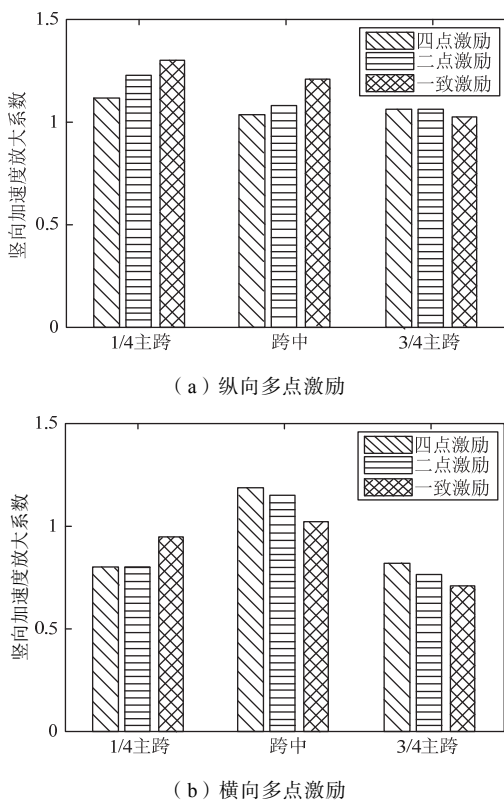 1.5
四点激励
二点激励
一致激励
1
0.5
0
竖向加速度放大系数
1/4主跨
跨中
3/4主跨
（a）纵向多点激励
1.5
四点激励
二点激励
一致激励
1
0.5
0
竖向加速度放大系数
1/4主跨
跨中
3/4主跨
（b）横向多点激励